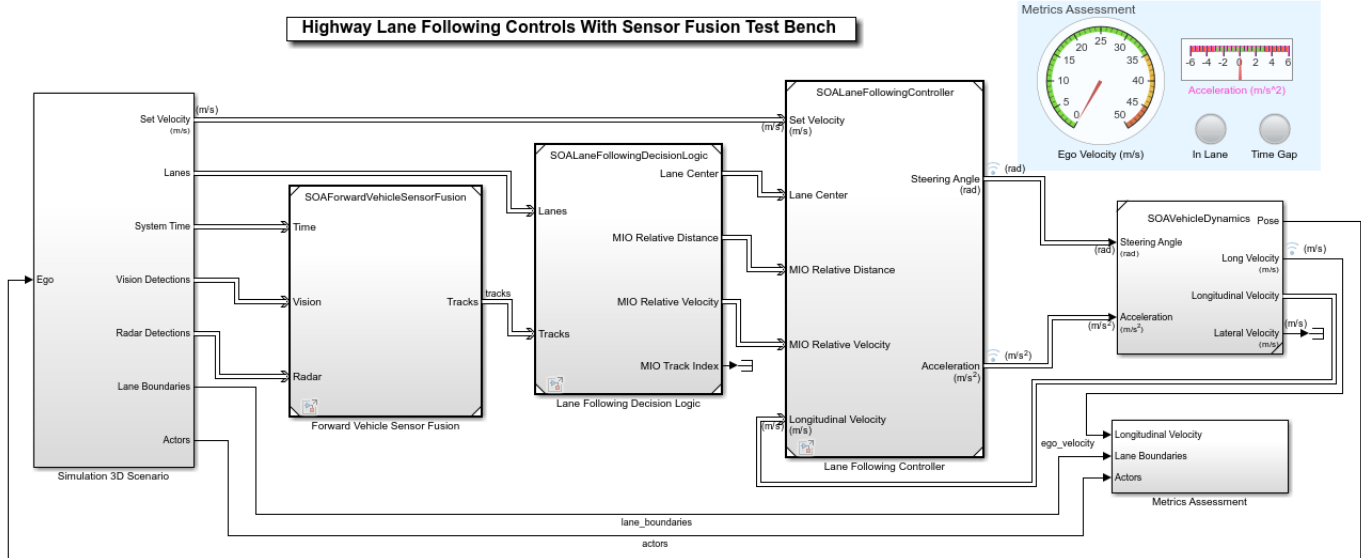 Highway Lane Following Controls With Sensor Fusion Test Bench
Metrics Assessment
0
5
10
15
20
25
30
35
40
45
50
Ego Velocity (m/s)
-6 -4 -2 0 2 4 6
Acceleration (m/s^2)
In Lane
Time Gap
Ego
Set Velocity
(m/s)
Lanes
System Time
Vision Detections
Radar Detections
Lane Boundaries
Actors
Simulation 3D Scenario
(m/s)
SOAForwardVehicleSensorFusion
Time
Vision
Radar
Tracks
Forward Vehicle Sensor Fusion
tracks
SOALaneFollowingDecisionLogic
Lanes
Tracks
Lane Center
MIO Relative Distance
MIO Relative Velocity
MIO Track Index
Lane Following Decision Logic
SOALaneFollowingController
(m/s)
Set Velocity
(m/s)
Lane Center
MIO Relative Distance
MIO Relative Velocity
(m/s)
Longitudinal Velocity
(m/s)
Steering Angle
(rad)
Acceleration
(m/s²)
Lane Following Controller
(rad)
(m/s²)
SOAVehicleDynamics
(rad)
Steering Angle
(rad)
(m/s²)
Acceleration
(m/s²)
Pose
Long Velocity
(m/s)
Longitudinal Velocity
Lateral Velocity
(m/s)
(m/s)
(m/s)
ego_velocity
Longitudinal Velocity
Lane Boundaries
Actors
Metrics Assessment
lane_boundaries
actors